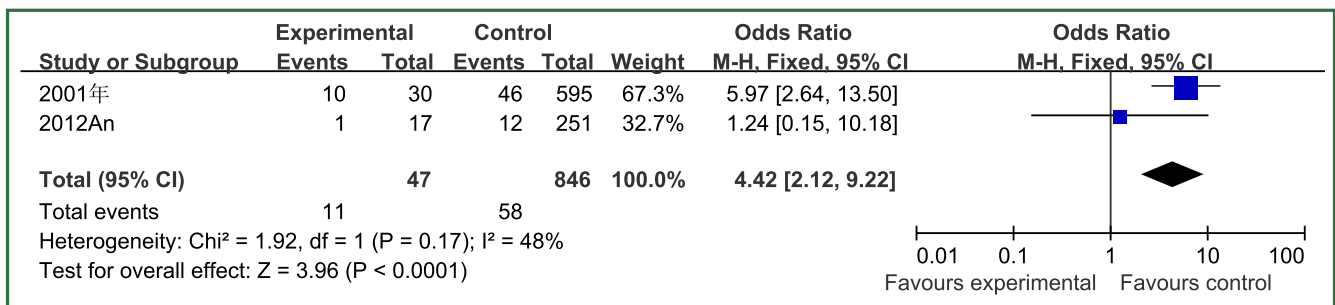 Experimental Control Odds Ratio Odds Ratio
Study or Subgroup Events Total Events Total Weight M-H, Fixed, 95% CI M-H, Fixed, 95% CI
2001年 10 30 46 595 67.3% 5.97 [2.64, 13.50]
2012An 1 17 12 251 32.7% 1.24 [0.15, 10.18]
Total (95% CI) 47 846 100.0% 4.42 [2.12, 9.22]
Total events 11 58
Heterogeneity: Chi² = 1.92, df = 1 (P = 0.17); I² = 48%
Test for overall effect: Z = 3.96 (P < 0.0001)
0.01 0.1 1 10 100
Favours experimental Favours control